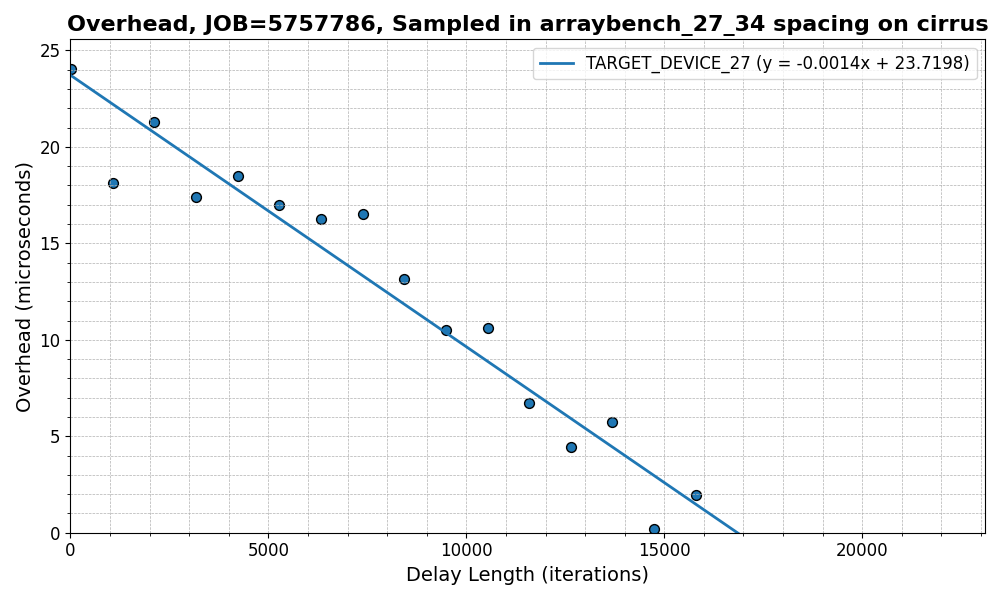 Overhead, JOB=5757786, Sampled in arraybench_27_34 spacing on cirrus
TARGET_DEVICE_27 (y = -0.0014x + 23.7198)
Overhead (microseconds)
25
20
15
10
5
0
0 5000 10000 15000 20000
Delay Length (iterations)